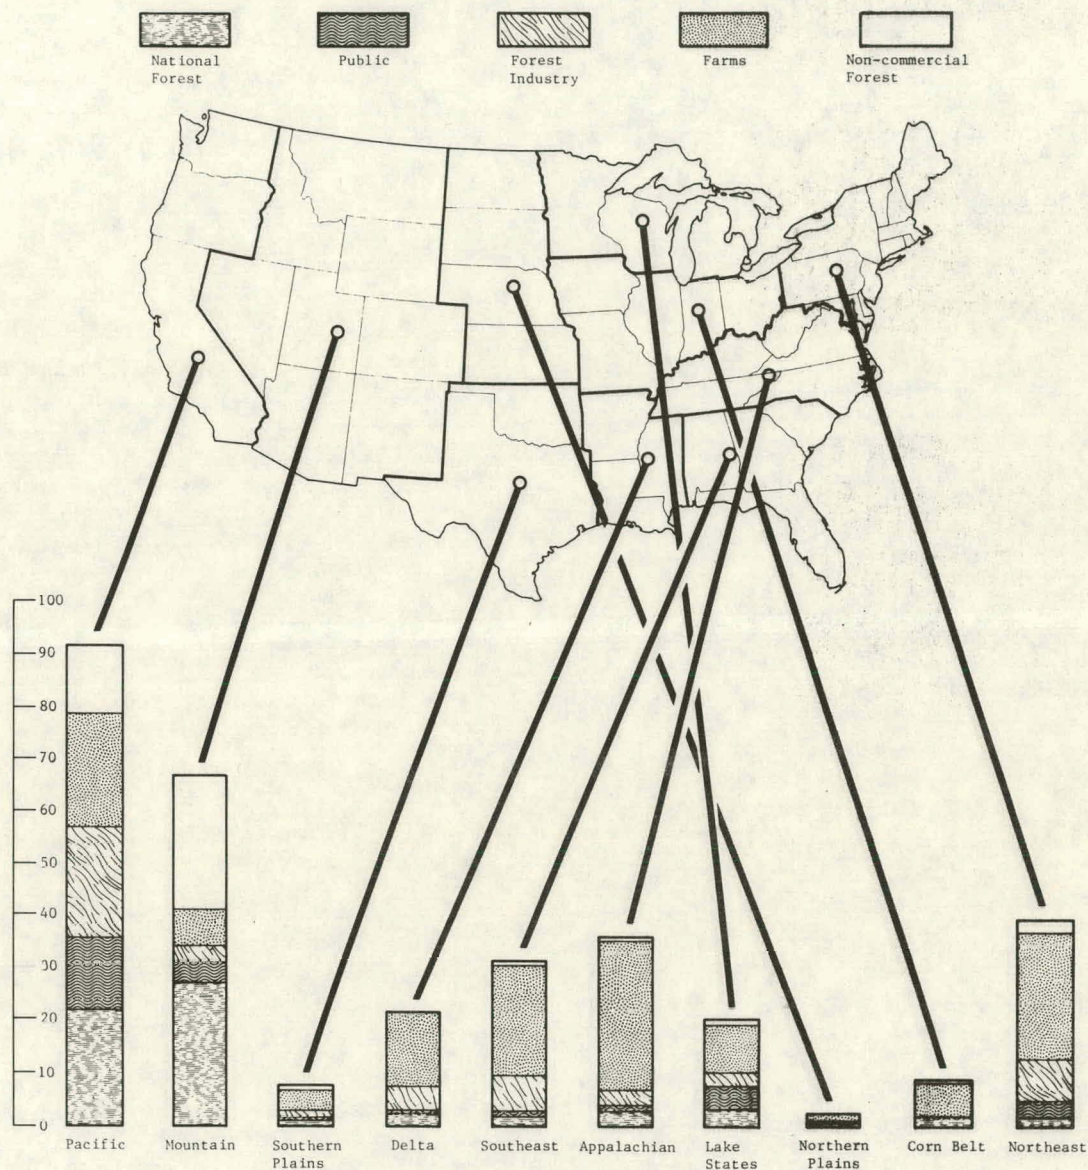 National
Forest
Public
Forest
Industry
Farms
Non-commercial
Forest
100
90
80
70
60
50
40
30
20
10
0
Pacific
Mountain
Southern
Plains
Delta
Southeast
Appalachian
Lake
States
Northern
Plains
Corn Belt
Northeast